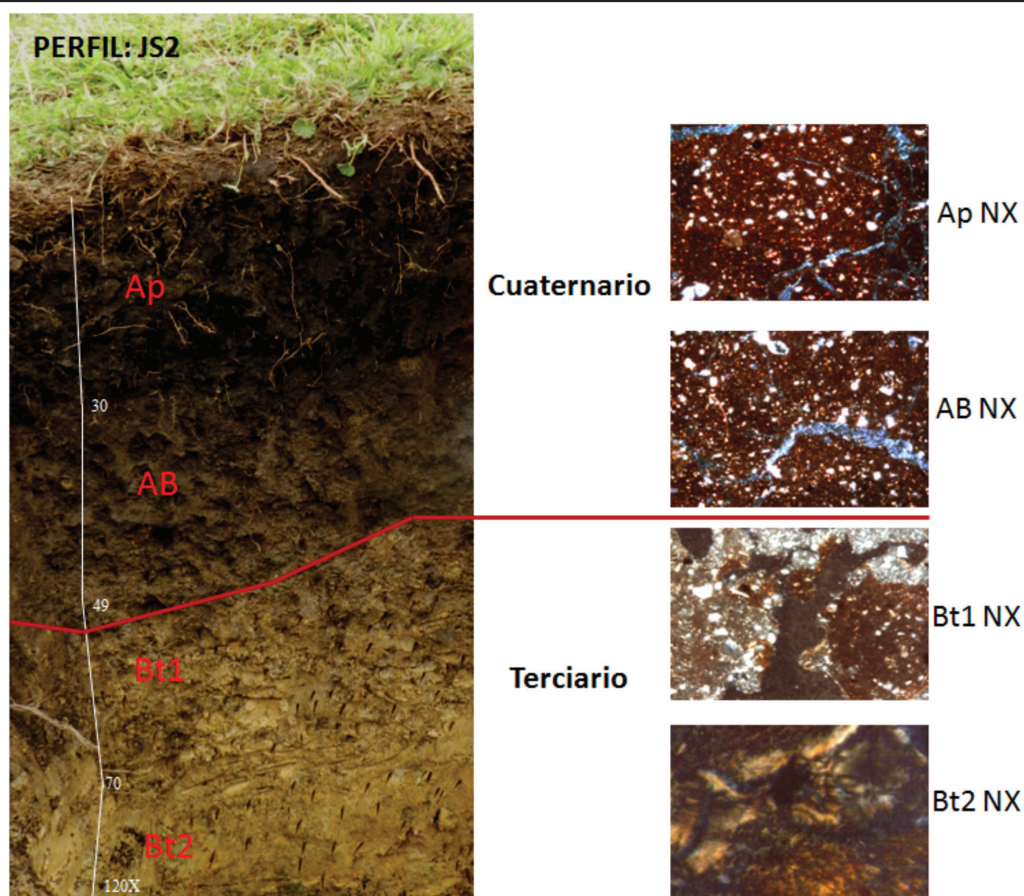 PERFIL: JS2
Ap
30
AB
49
Bt1
70
Bt2
120X
Cuaternario
Terciario
Ap NX
AB NX
Bt1 NX
Bt2 NX